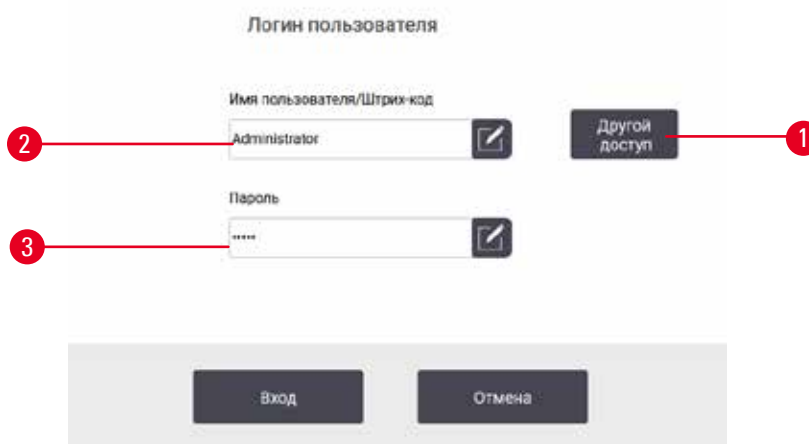 Логин пользователя
Имя пользователя/Штрих-код
2
Administrator
Другой
доступ
1
Пароль
3
•••••
Вход
Отмена